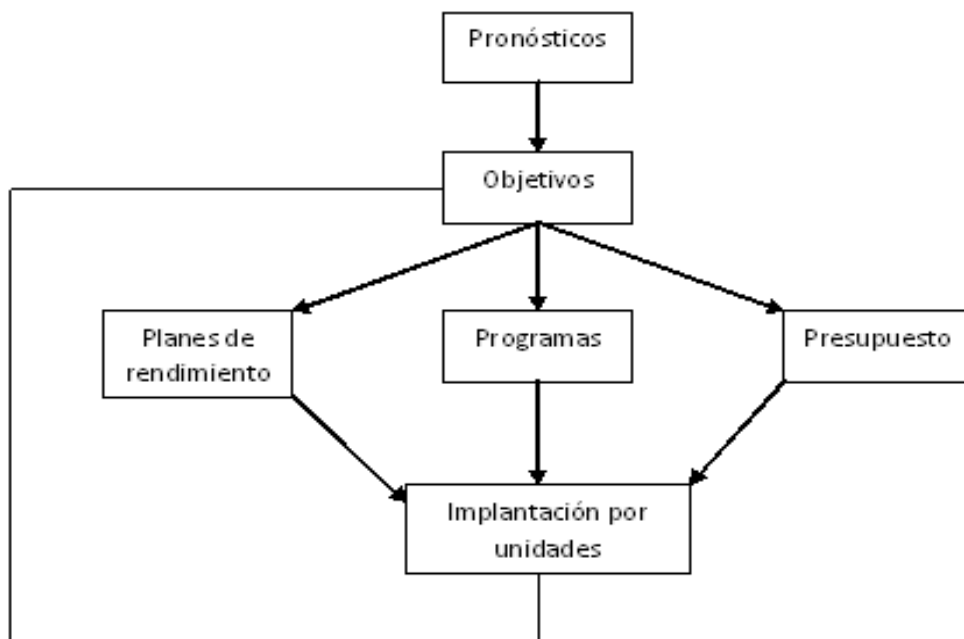 Pronósticos
Objetivos
Planes de
rendimiento
Programas
Presupuesto
Implantación por
unidades